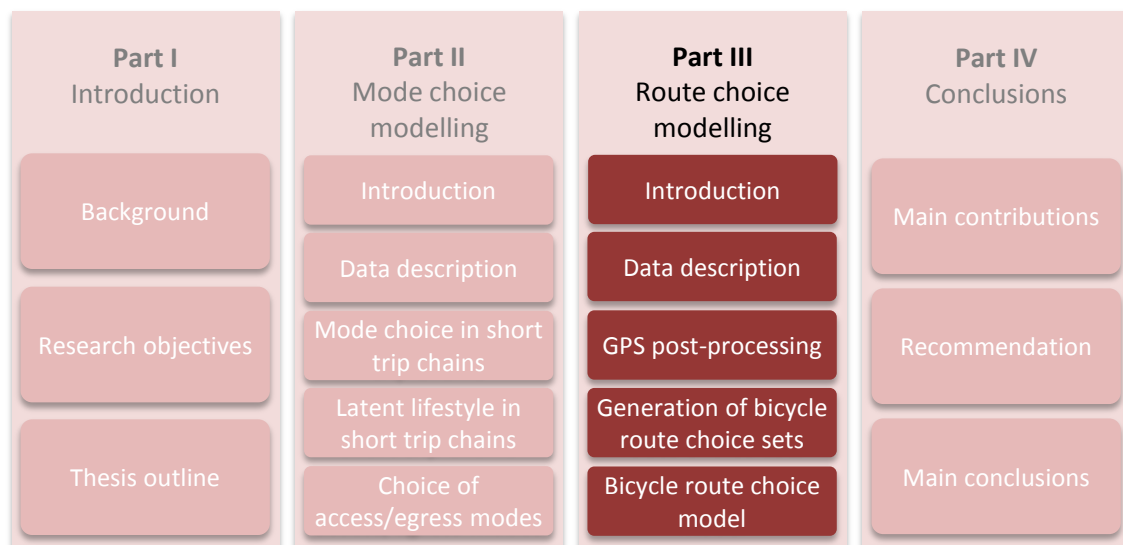 Part I
Introduction
Background
Research objectives
Thesis outline
Part II
Mode choice
modelling
Introduction
Data description
Mode choice in short
trip chains
Latent lifestyle in
short trip chains
Choice of
access/egress modes
Part III
Route choice
modelling
Introduction
Data description
GPS post-processing
Generation of bicycle
route choice sets
Bicycle route choice
model
Part IV
Conclusions
Main contributions
Recommendation
Main conclusions